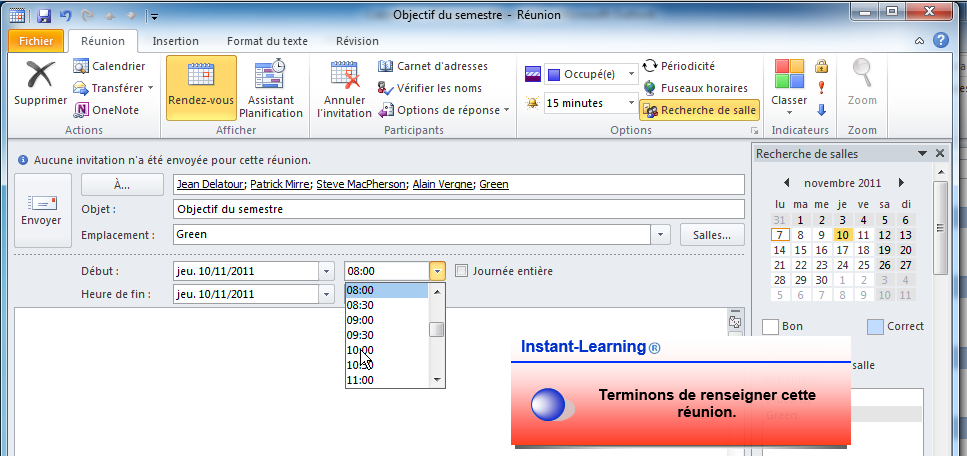 Objectif du semestre - Réunion
Fichier Réunion Insertion Format du texte Révision
Supprimer
Calendrier
Transférer
OneNote
Actions
Rendez-vous
Assistant Planification
Afficher
Annuler l'invitation
Carnet d'adresses
Vérifier les noms
Options de réponse
Participants
Occupé(e)
15 minutes
Périodicité
Fuseaux horaires
Recherche de salle
Options
Classer
Indicateurs
Zoom
Zoom
Aucune invitation n'a été envoyée pour cette réunion.
Envoyer
À... Jean Delatour; Patrick Mirre; Steve MacPherson; Alain Vergne; Green
Objet : Objectif du semestre
Emplacement : Green Salles...
Début : jeu. 10/11/2011 08:00 Journée entière
Heure de fin : jeu. 10/11/2011
08:00
08:30
09:00
09:30
10:00
10:30
11:00
Recherche de salles
novembre 2011
lu ma me je ve sa di
31 1 2 3 4 5 6
7 8 9 10 11 12 13
14 15 16 17 18 19 20
21 22 23 24 25 26 27
28 29 30 1 2 3 4
5 6 7 8 9 10 11
Bon Correct
salle
Green
Instant-Learning®
Terminons de renseigner cette
réunion.